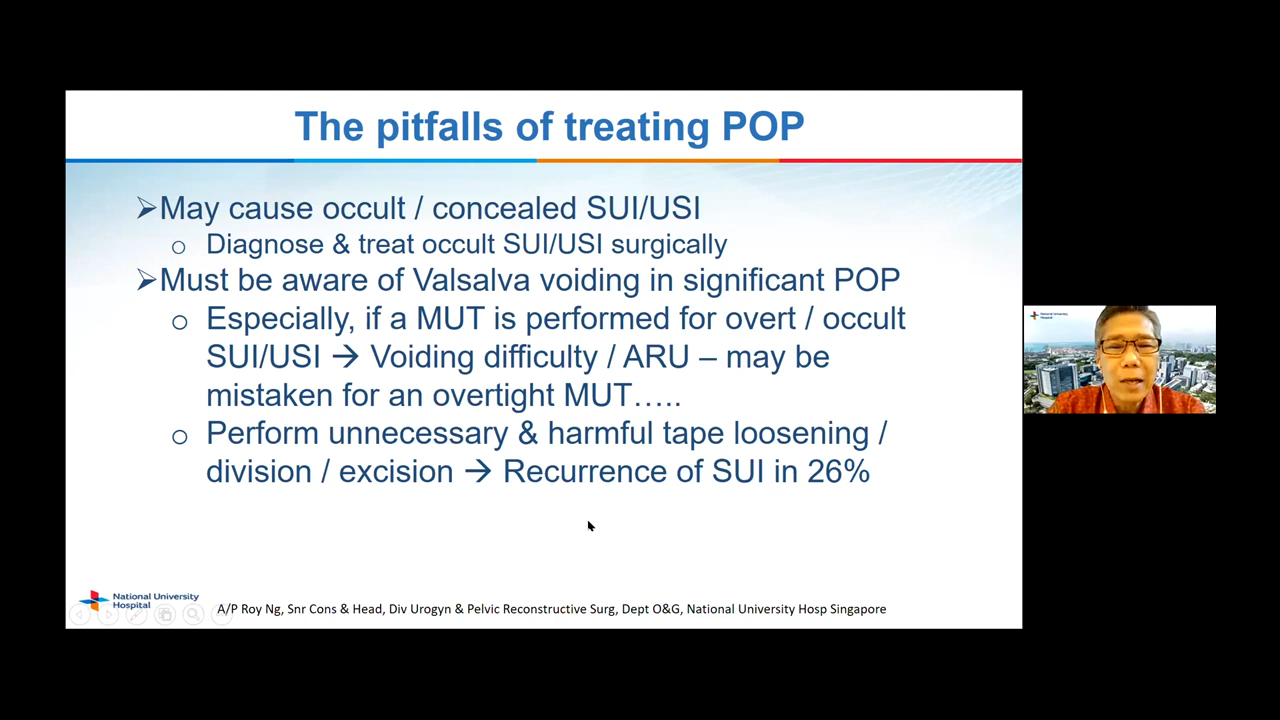 The pitfalls of treating POP
➢May cause occult / concealed SUI/USI
o Diagnose & treat occult SUI/USI surgically
➢Must be aware of Valsalva voiding in significant POP
o Especially, if a MUT is performed for overt / occult
SUI/USI → Voiding difficulty / ARU – may be
mistaken for an overtight MUT…..
o Perform unnecessary & harmful tape loosening /
division / excision → Recurrence of SUI in 26%
National University
Hospital
A/P Roy Ng, Snr Cons & Head, Div Urogyn & Pelvic Reconstructive Surg, Dept O&G, National University Hosp Singapore
National University
Hospital